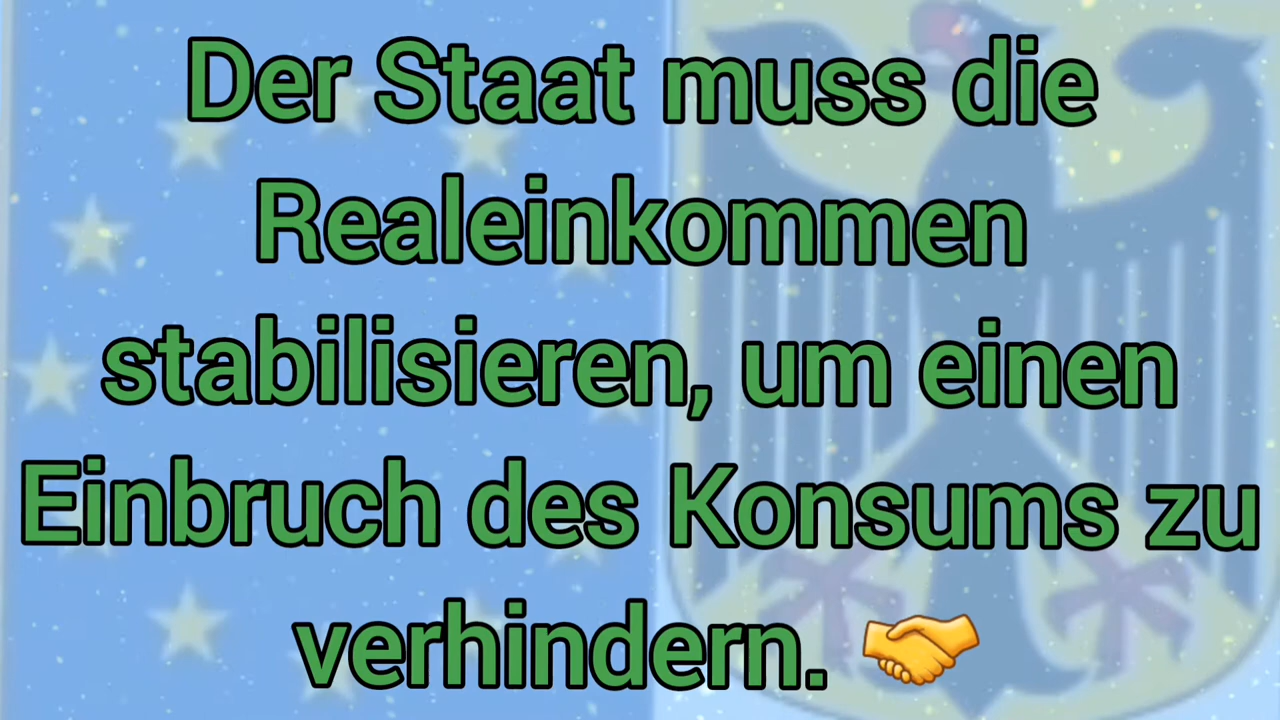 Der Staat muss die
Realeinkommen
stabilisieren, um einen
Einbruch des Konsums zu
verhindern. 🤝